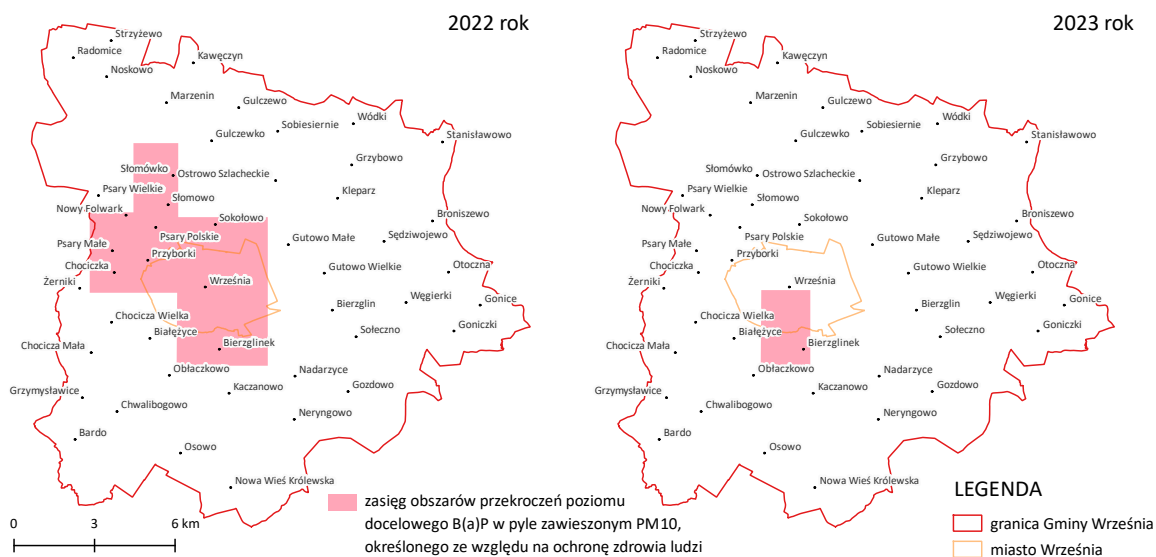 2022 rok
Strzyżewo
Radomice
Kawęczyn
Noskowo
Marzenin
Gulczewo
Wódki
Sobiesiernie
Stanisławowo
Gulczewko
Grzybowo
Słomówko
Ostrowo Szlacheckie
Psary Wielkie
Kleparz
Słomowo
Nowy Folwark
Sokołowo
Broniszewo
Psary Polskie
Sędziwojewo
Gutowo Małe
Psary Małe
Przyborki
Chociczka
Gutowo Wielkie
Otoczna
Żerniki
Września
Węgierki
Gonice
Bierzglin
Chocicza Wielka
Białężyce
Sołeczno
Goniczki
Chocicza Mała
Bierzglinek
Obłaczkowo
Nadarzyce
Grzymysławice
Kaczanowo
Gozdowo
Chwalibogowo
Neryngowo
Bardo
Osowo
Nowa Wieś Królewska
2023 rok
Strzyżewo
Radomice
Kawęczyn
Noskowo
Marzenin
Gulczewo
Wódki
Sobiesiernie
Stanisławowo
Gulczewko
Grzybowo
Słomówko
Ostrowo Szlacheckie
Psary Wielkie
Kleparz
Słomowo
Nowy Folwark
Sokołowo
Broniszewo
Psary Polskie
Sędziwojewo
Gutowo Małe
Psary Małe
Przyborki
Chociczka
Gutowo Wielkie
Otoczna
Żerniki
Września
Węgierki
Gonice
Bierzglin
Chocicza Wielka
Białężyce
Sołeczno
Goniczki
Chocicza Mała
Bierzglinek
Obłaczkowo
Nadarzyce
Grzymysławice
Kaczanowo
Gozdowo
Chwalibogowo
Neryngowo
Bardo
Osowo
Nowa Wieś Królewska
0 3 6 km
zasięg obszarów przekroczeń poziomu
docelowego B(a)P w pyle zawieszonym PM10,
określonego ze względu na ochronę zdrowia ludzi
LEGENDA
granica Gminy Września
miasto Września